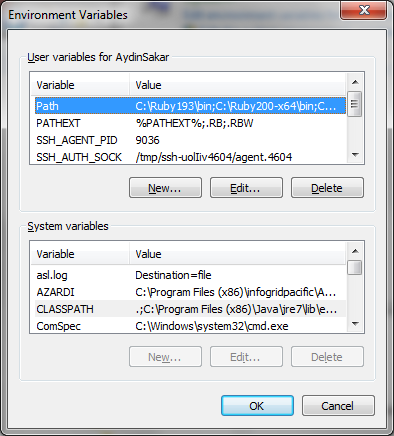 Environment Variables
User variables for AydinSakar
Variable Value
Path C:\Ruby193\bin;C:\Ruby200-x64\bin;C...
PATHEXT %PATHEXT%;.RB;.RBW
SSH_AGENT_PID 9036
SSH_AUTH_SOCK /tmp/ssh-uolIiv4604/agent.4604
New... Edit... Delete
System variables
Variable Value
asl.log Destination=file
AZARDI C:\Program Files (x86)\infogridpacific\A...
CLASSPATH .;C:\Program Files (x86)\Java\jre7\lib\e...
ComSpec C:\Windows\system32\cmd.exe
New... Edit... Delete
OK Cancel